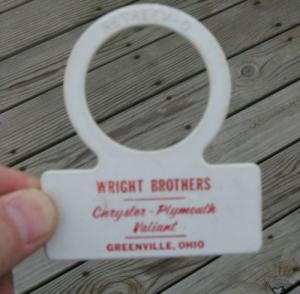 WRIGHT BROTHERS
Chrysler - Plymouth
Valiant
GREENVILLE, OHIO